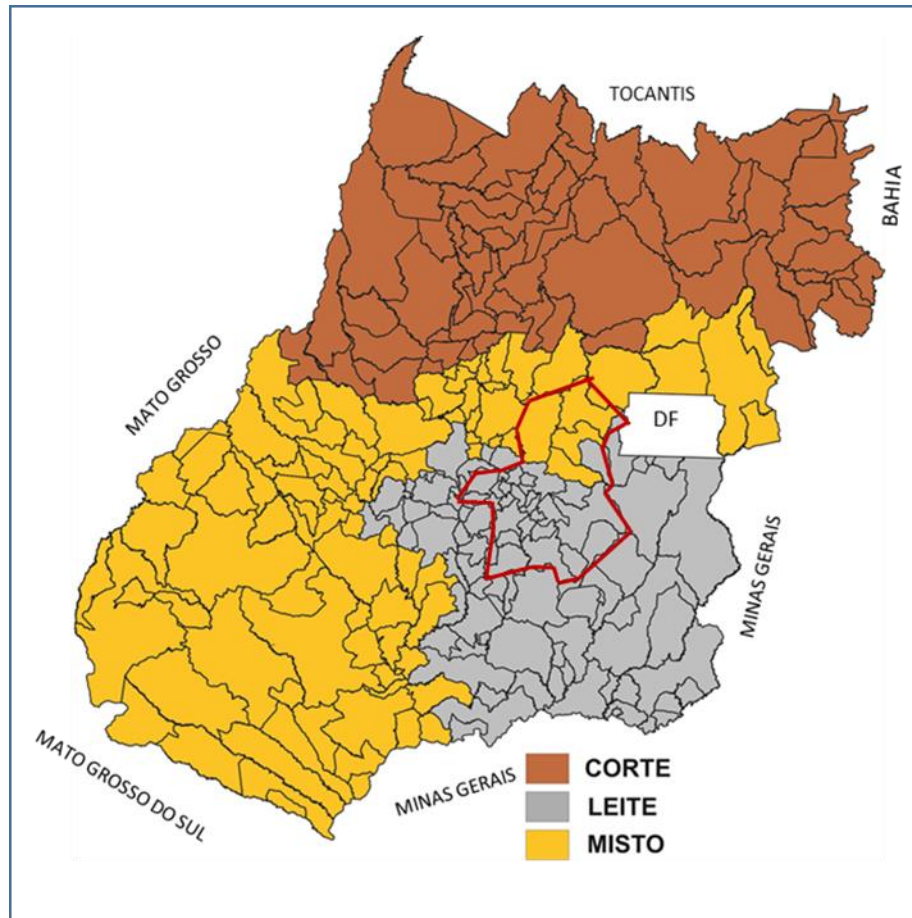 TOCANTIS
BAHIA
MATO GROSSO
DF
MINAS GERAIS
MATO GROSSO DO SUL
MINAS GERAIS
CORTE
LEITE
MISTO